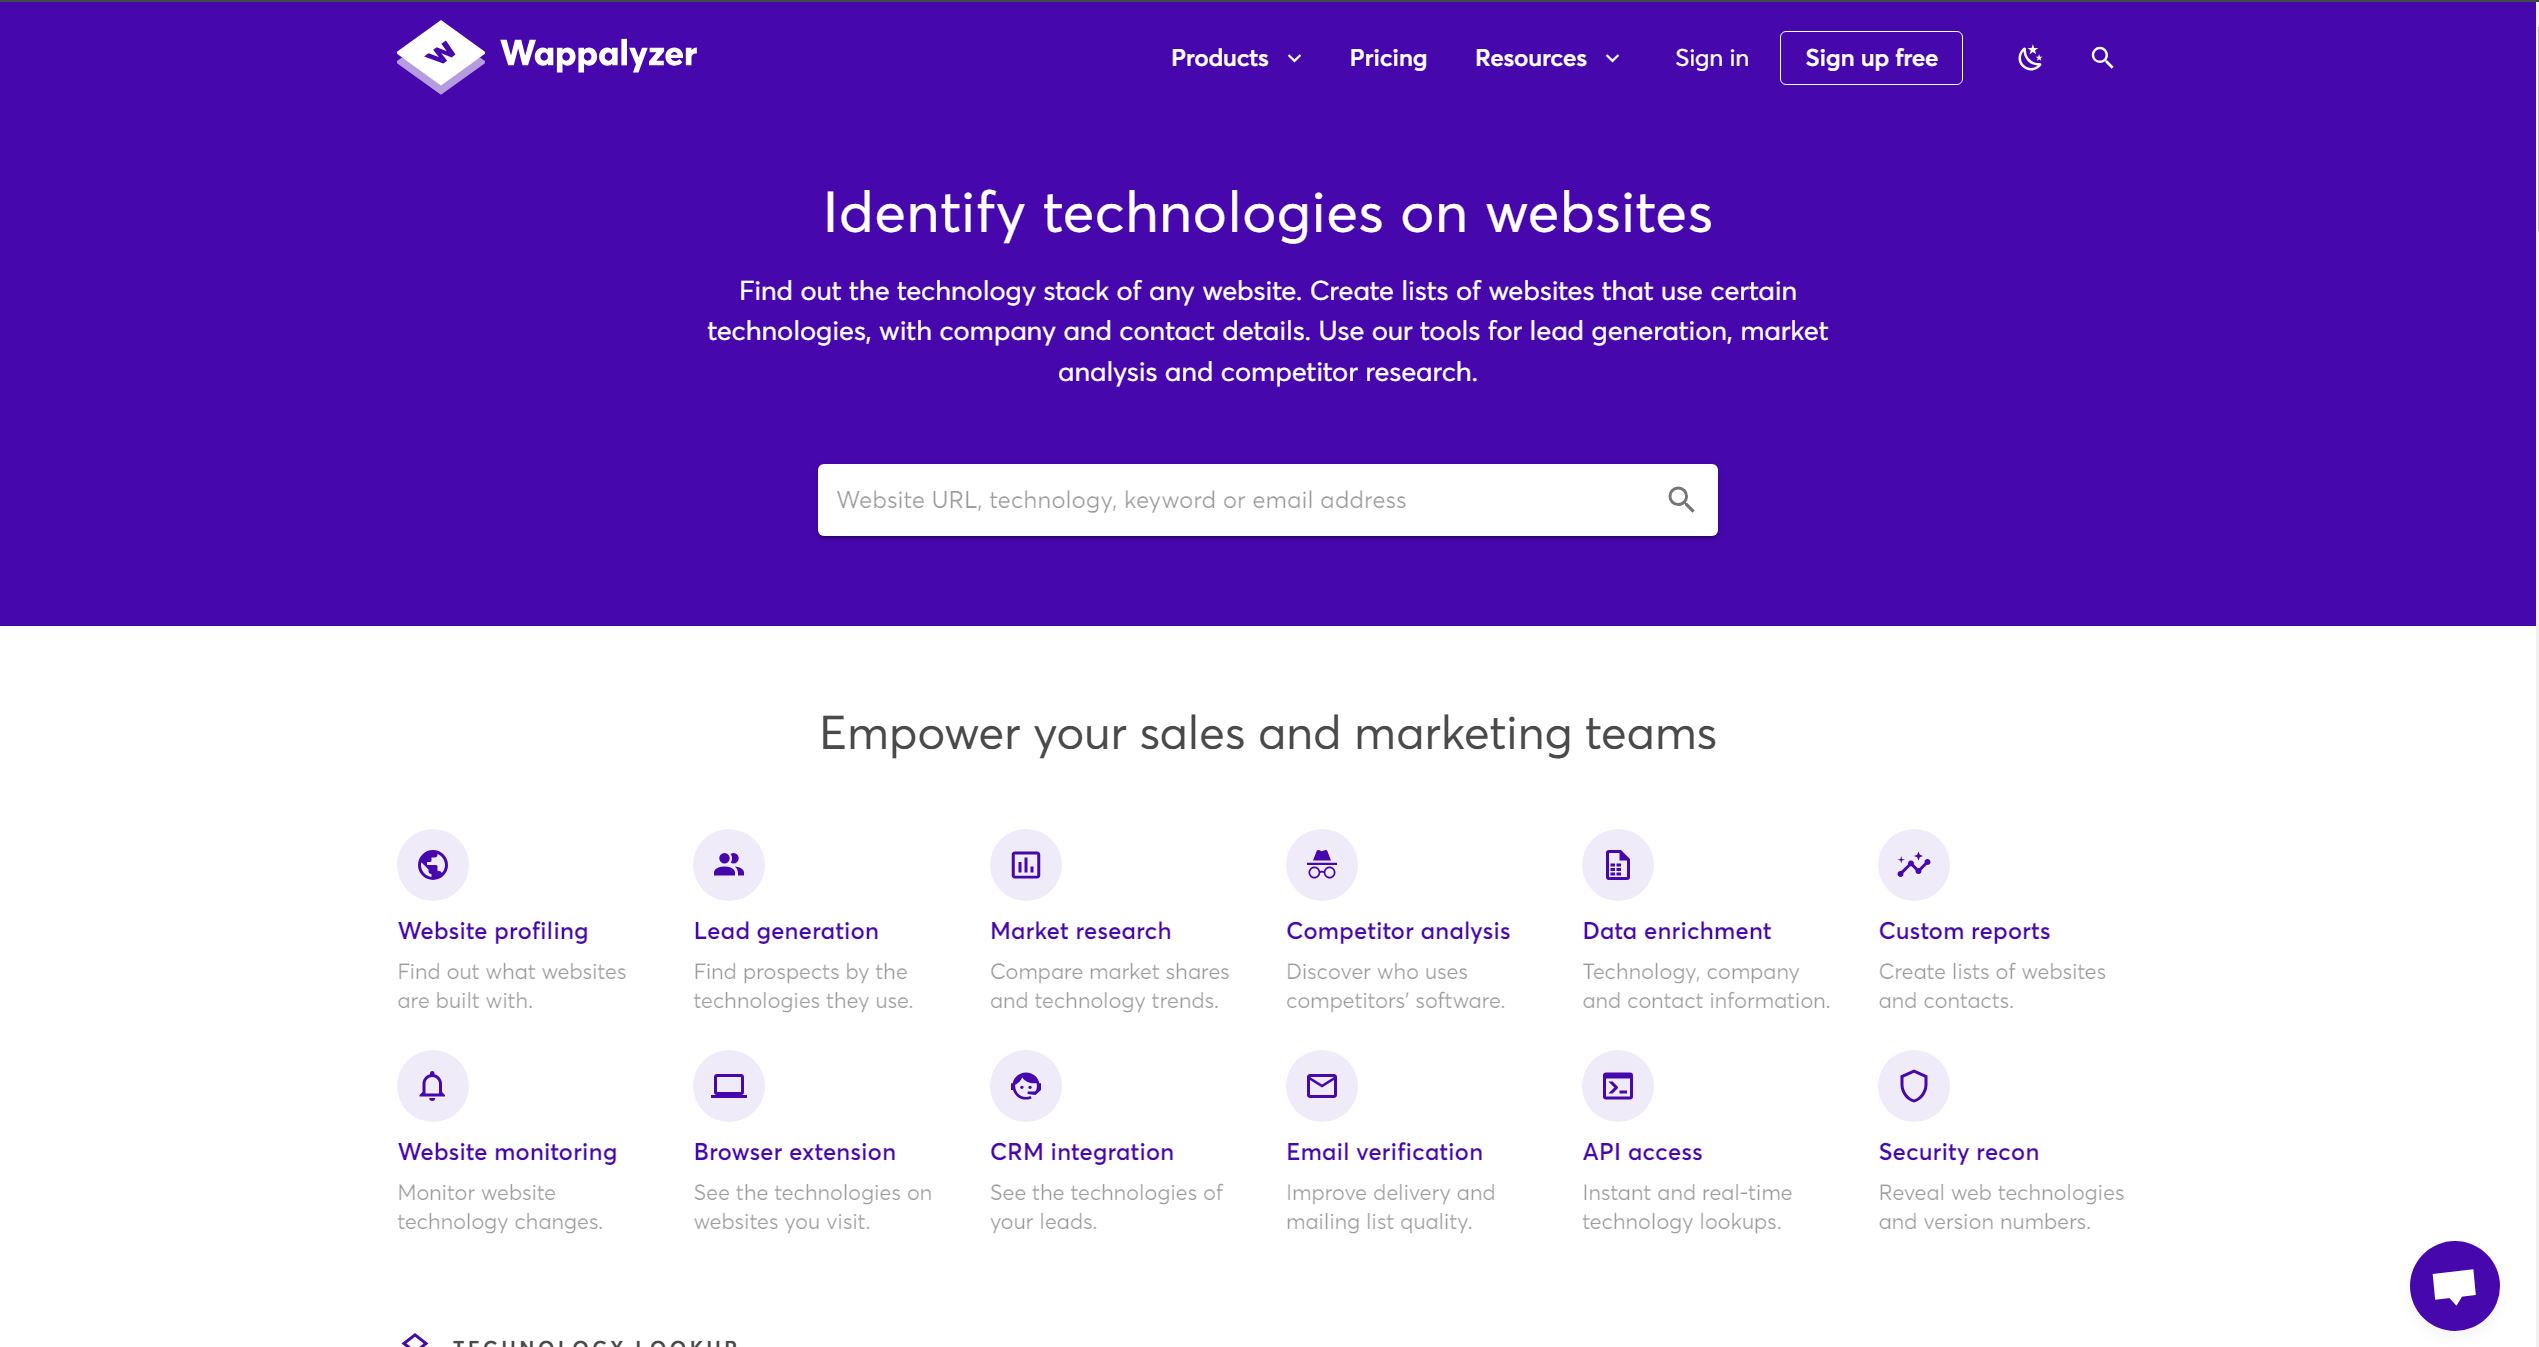 Wappalyzer
Products
Pricing
Resources
Sign in
Sign up free
Identify technologies on websites
Find out the technology stack of any website. Create lists of websites that use certain
technologies, with company and contact details. Use our tools for lead generation, market
analysis and competitor research.
Website URL, technology, keyword or email address
Empower your sales and marketing teams
Website profiling
Find out what websites
are built with.
Lead generation
Find prospects by the
technologies they use.
Market research
Compare market shares
and technology trends.
Competitor analysis
Discover who uses
competitors' software.
Data enrichment
Technology, company
and contact information.
Custom reports
Create lists of websites
and contacts.
Website monitoring
Monitor website
technology changes.
Browser extension
See the technologies on
websites you visit.
CRM integration
See the technologies of
your leads.
Email verification
Improve delivery and
mailing list quality.
API access
Instant and real-time
technology lookups.
Security recon
Reveal web technologies
and version numbers.
TECHNOLOGY LOOKUP